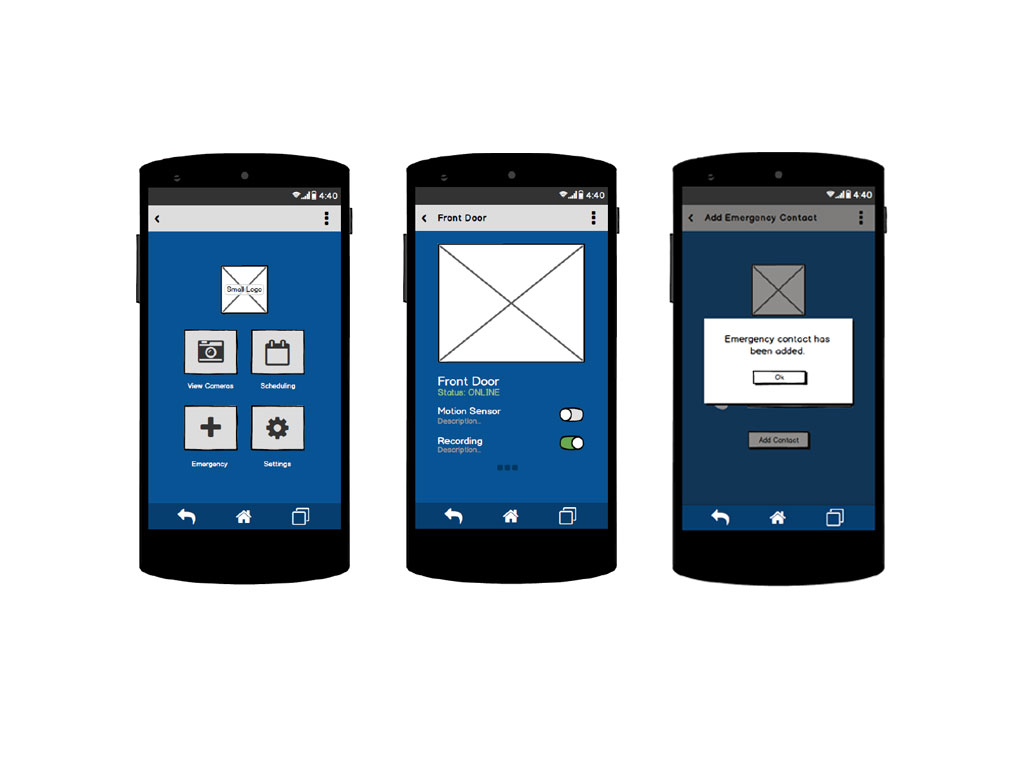 4:40
Small Logo
View Cameras
Scheduling
Emergency
Settings
4:40
Front Door
Front Door
Status: ONLINE
Motion Sensor
Description..
Recording
Description..
4:40
Add Emergency Contact
Emergency contact has
been added.
Ok
Add Contact